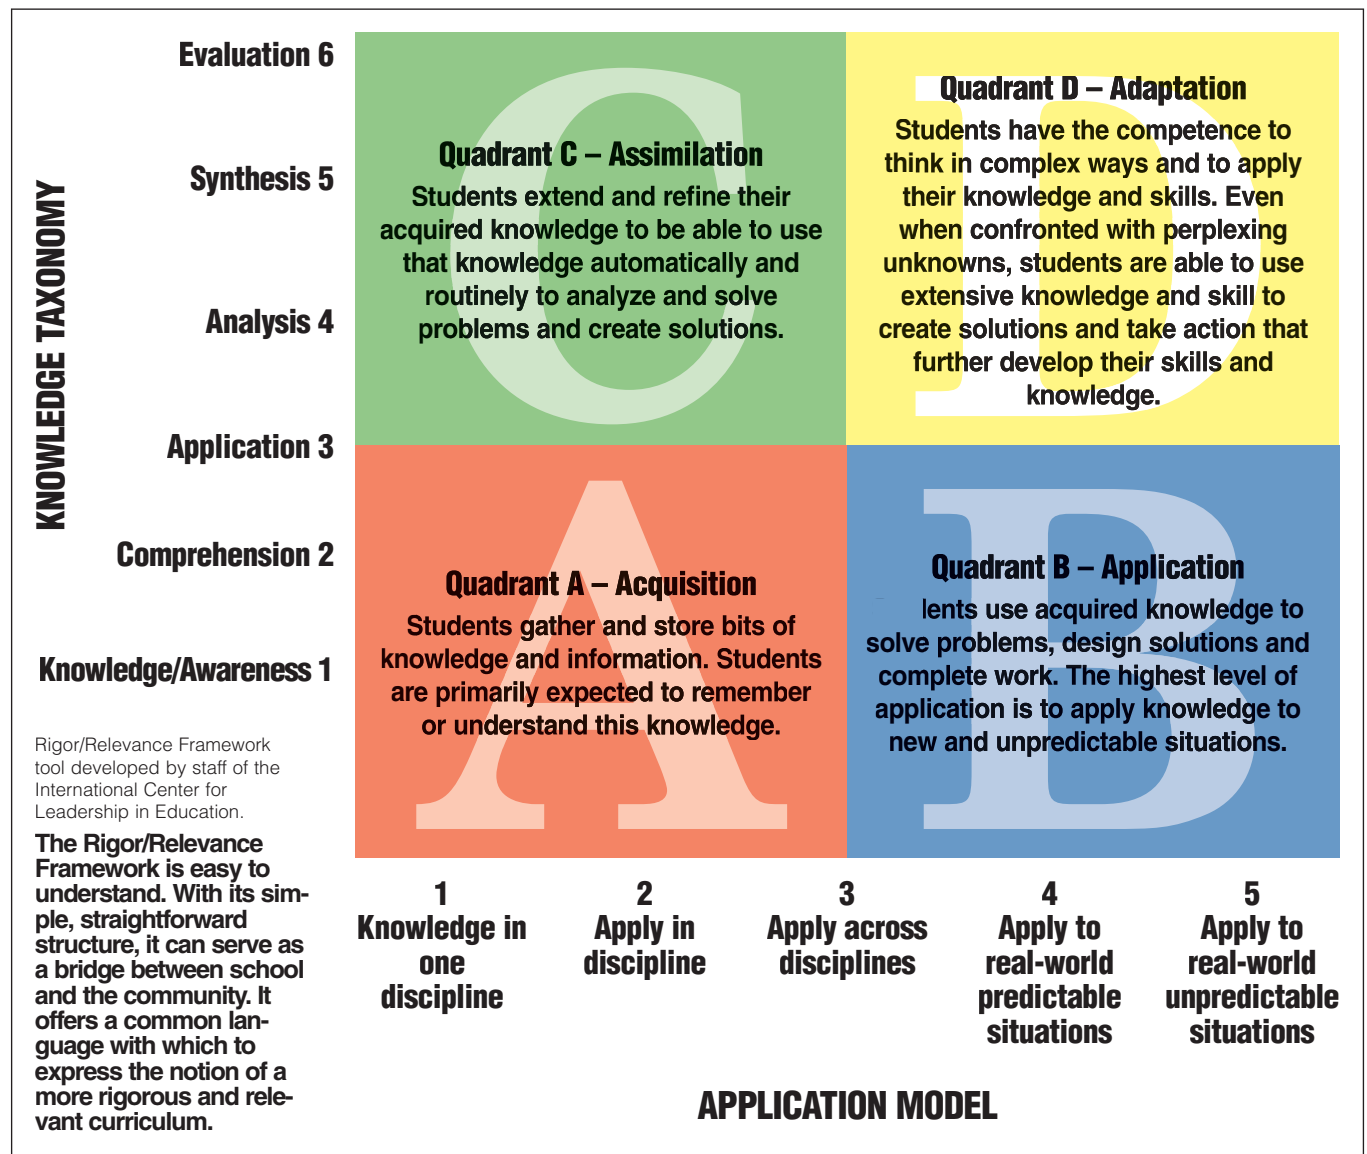 KNOWLEDGE TAXONOMY
Evaluation 6
Synthesis 5
Analysis 4
Application 3
Comprehension 2
Knowledge/Awareness 1
Quadrant C – Assimilation
Students extend and refine their
acquired knowledge to be able to use
that knowledge automatically and
routinely to analyze and solve
problems and create solutions.
Quadrant D – Adaptation
Students have the competence to
think in complex ways and to apply
their knowledge and skills. Even
when confronted with perplexing
unknowns, students are able to use
extensive knowledge and skill to
create solutions and take action that
further develop their skills and
knowledge.
Quadrant A – Acquisition
Students gather and store bits of
knowledge and information. Students
are primarily expected to remember
or understand this knowledge.
Quadrant B – Application
use acquired knowledge to
solve problems, design solutions and
complete work. The highest level of
application is to apply knowledge to
new and unpredictable situations.
C
D
A
B
Rigor/Relevance Framework
tool developed by staff of the
International Center for
Leadership in Education.
The Rigor/Relevance
Framework is easy to
understand. With its sim-
ple, straightforward
structure, it can serve as
a bridge between school
and the community. It
offers a common lan-
guage with which to
express the notion of a
more rigorous and rele-
vant curriculum.
1
Knowledge in
one
discipline
2
Apply in
discipline
3
Apply across
disciplines
4
Apply to
real-world
predictable
situations
5
Apply to
real-world
unpredictable
situations
APPLICATION MODEL